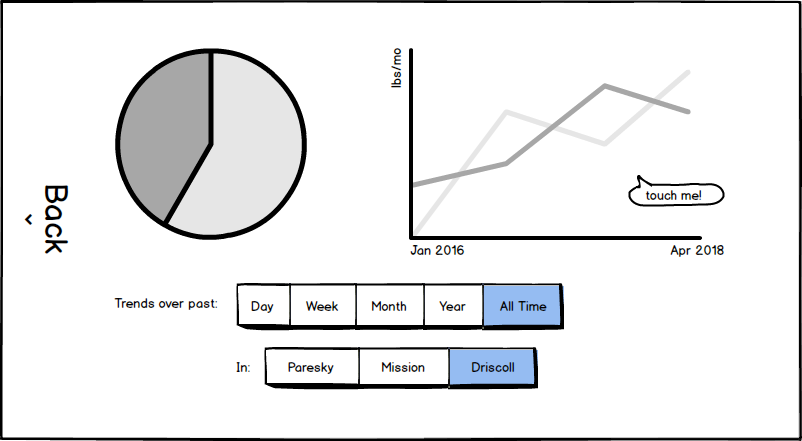 lbs/mo
touch me!
Jan 2016 Apr 2018
Back
Trends over past: Day Week Month Year All Time
In: Paresky Mission Driscoll